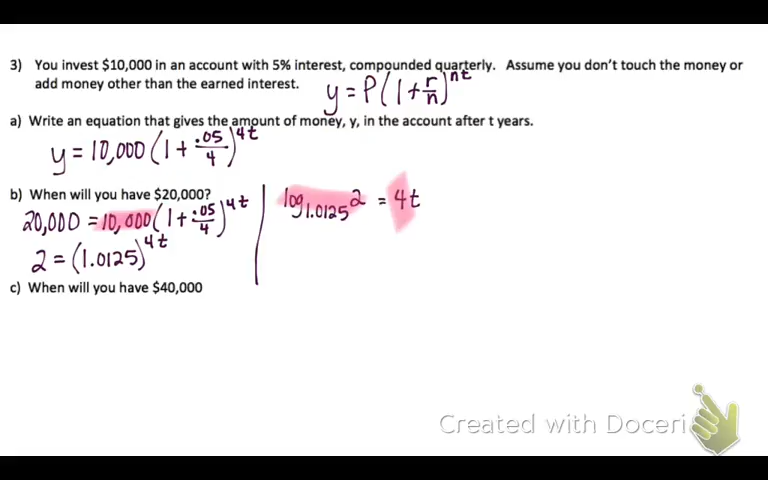 3) You invest $10,000 in an account with 5% interest, compounded quarterly. Assume you don't touch the money or
add money other than the earned interest.
y = P(1 + r/n)^nt
a) Write an equation that gives the amount of money, y, in the account after t years.
y = 10,000 (1 + .05/4)^4t
b) When will you have $20,000?
20,000 = 10,000 (1 + .05/4)^4t
2 = (1.0125)^4t
log_1.0125 2 = 4t
c) When will you have $40,000
Created with Doceri